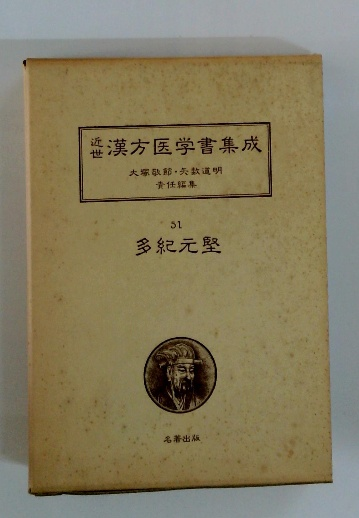 近世 漢方医学書集成
大塚敬節・矢数道明
責任編集
31
多紀元堅
名著出版